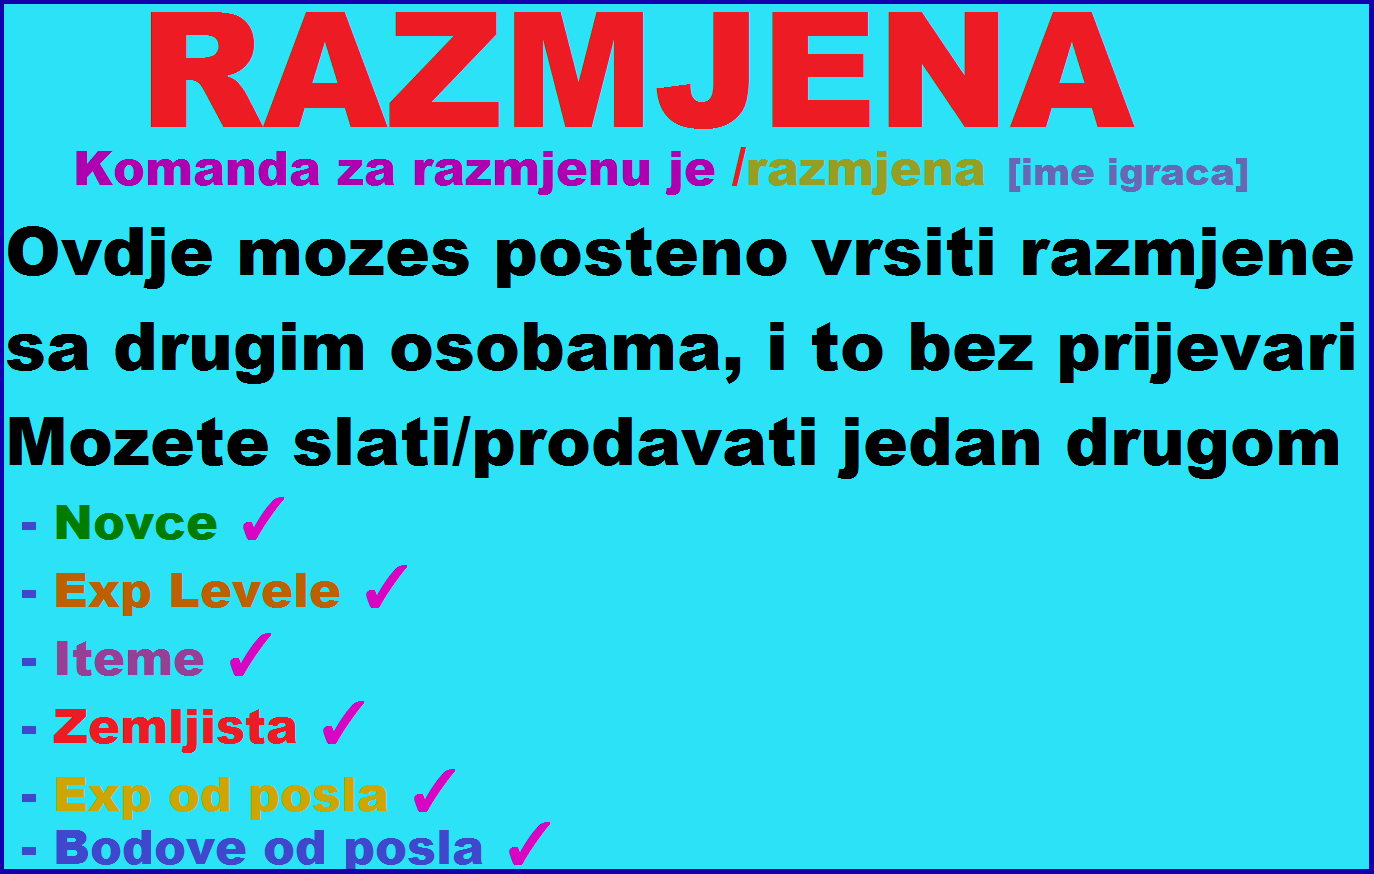 RAZMJENA
Komanda za razmjenu je /razmjena [ime igraca]
Ovdje mozes posteno vrsiti razmjene
sa drugim osobama, i to bez prijevari
Mozete slati/prodavati jedan drugom
- Novce ✓
- Exp Levele ✓
- Iteme ✓
- Zemljista ✓
- Exp od posla ✓
- Bodove od posla ✓